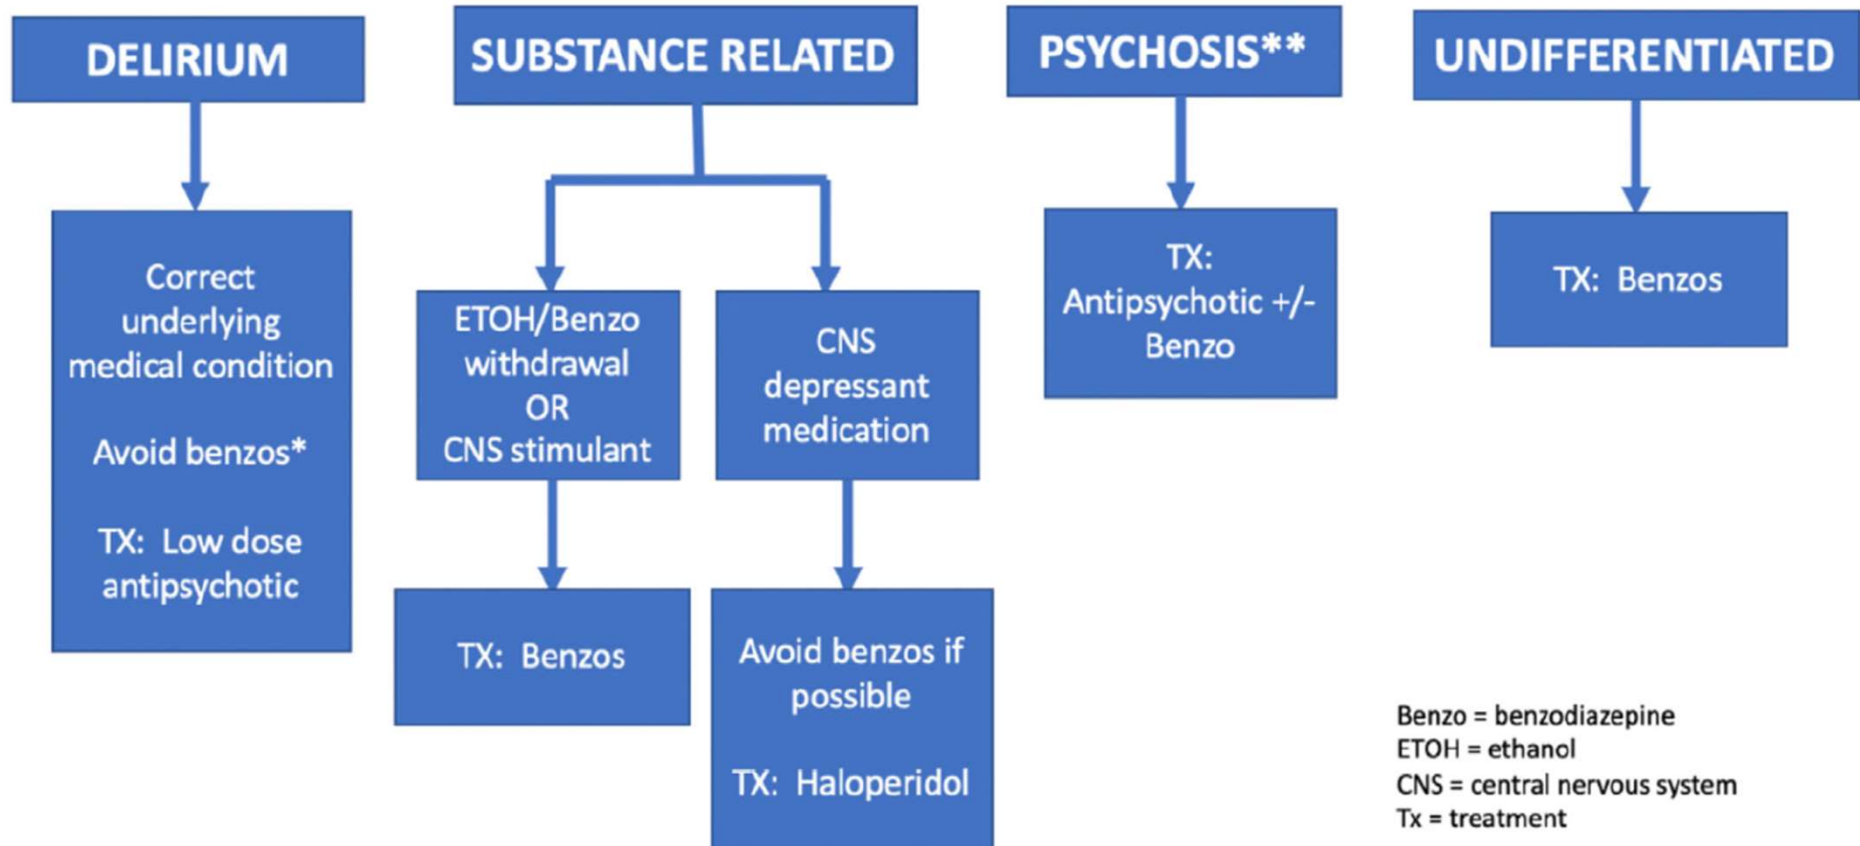 DELIRIUM
Correct
underlying
medical condition
Avoid benzos*
TX: Low dose
antipsychotic
SUBSTANCE RELATED
ETOH/Benzo
withdrawal
OR
CNS stimulant
TX: Benzos
CNS
depressant
medication
Avoid benzos if
possible
TX: Haloperidol
PSYCHOSIS**
TX:
Antipsychotic +/-
Benzo
UNDIFFERENTIATED
TX: Benzos
Benzo = benzodiazepine
ETOH = ethanol
CNS = central nervous system
Tx = treatment